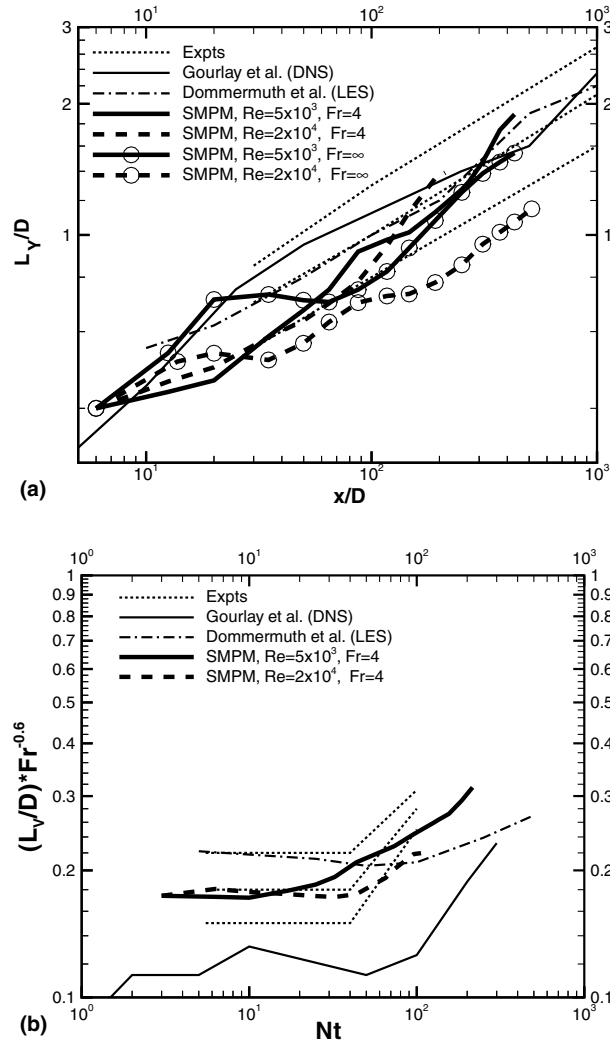 10¹ 10² 10³
3 3
Expts
Gourlay et al. (DNS)
Dommermuth et al. (LES)
2 2
SMPM, Re=5x10³, Fr=4
SMPM, Re=2x10⁴, Fr=4
SMPM, Re=5x10³, Fr=∞
SMPM, Re=2x10⁴, Fr=∞
L_Y/D
1 1
10¹ 10² 10³
(a) x/D
10⁰ 10¹ 10² 10³
1 1
Expts
0.9 0.9
Gourlay et al. (DNS)
0.8 0.8
Dommermuth et al. (LES)
0.7 0.7
SMPM, Re=5x10³, Fr=4
0.6 0.6
SMPM, Re=2x10⁴, Fr=4
0.5 0.5
0.4 0.4
(L_V/D)*Fr^-0.6
0.3 0.3
0.2 0.2
0.1 0.1
10⁰ 10¹ 10² 10³
(b) Nt